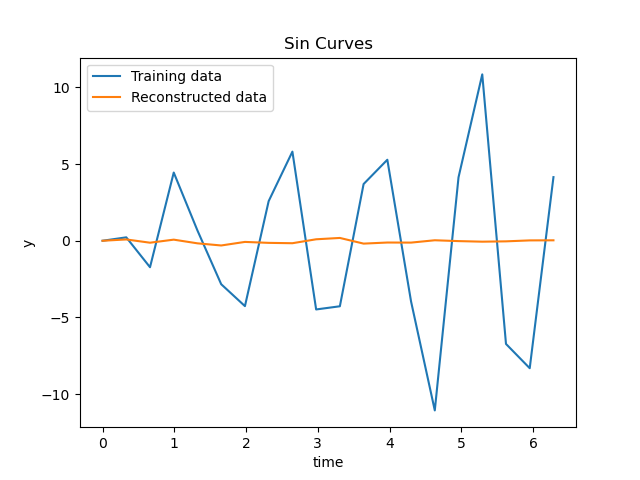 Sin Curves
Training data
Reconstructed data
10
5
0
−5
−10
y
0 1 2 3 4 5 6
time